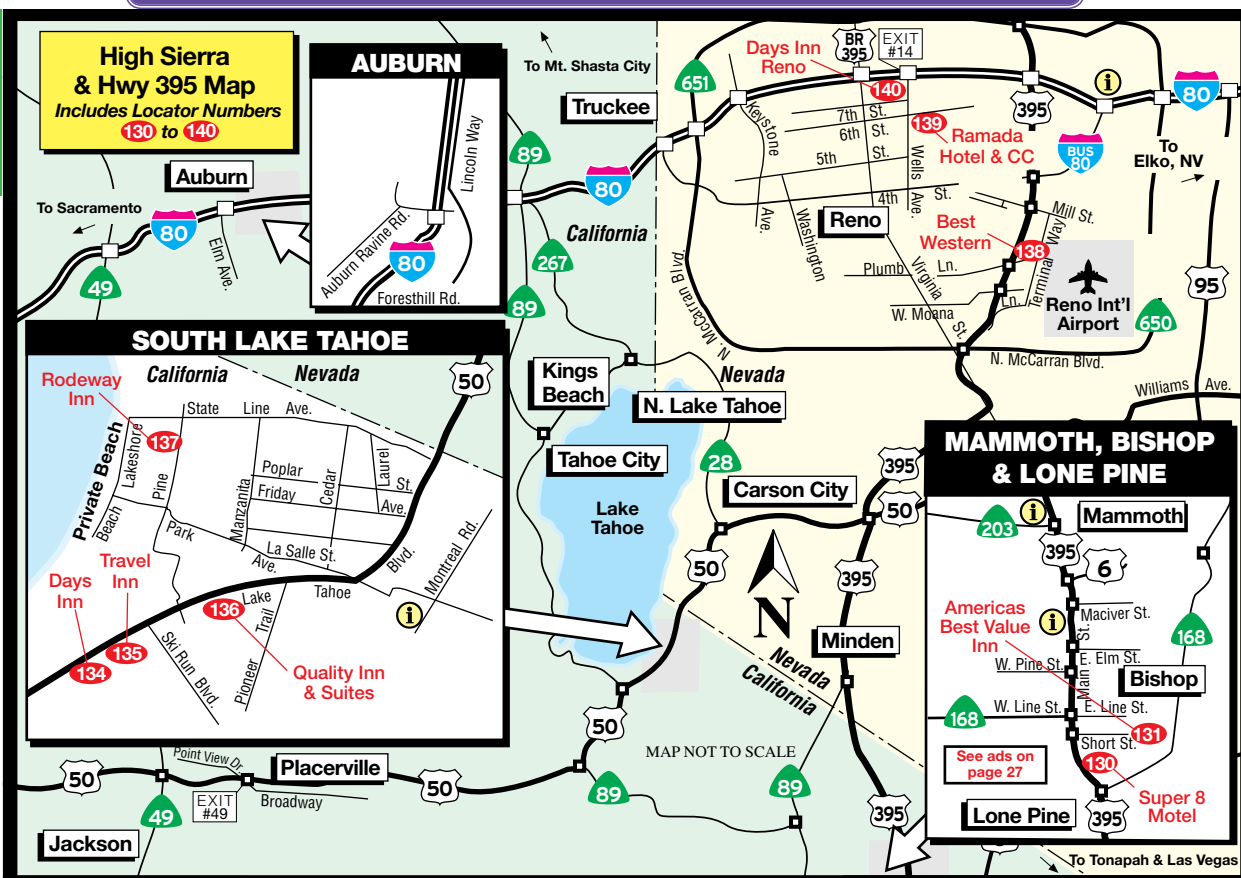 High Sierra
& Hwy 395 Map
Includes Locator Numbers
130 to 140
AUBURN
Lincoln Way
Auburn Ravine Rd.
80
Foresthill Rd.
To Mt. Shasta City
Truckee
89
80
California
267
89
Auburn
To Sacramento
80
49
Elm Ave.
651
BR
395
EXIT
#14
Days Inn
Reno
140
395
80
Keystone
Ave.
7th St.
6th St.
5th St.
4th St.
139
Ramada
Hotel & CC
BUS
80
To
Elko, NV
Wells
Ave.
Washington
Reno
Mill St.
Best
Western
138
Terminal Way
Plumb Ln.
Virginia
St.
W. Moana
Ln.
Reno Int'l
Airport
95
650
N. McCarran Blvd.
N. McCarran Blvd.
Williams Ave.
Nevada
SOUTH LAKE TAHOE
Rodeway
Inn
California
Nevada
50
State Line Ave.
137
Private Beach
Lakeshore
Beach
Pine
Manzanita
Poplar
St.
Friday
Ave.
Cedar
Laurel
Park
Ave.
La Salle St.
Lake
Tahoe
Blvd.
Montreal Rd.
Travel
Inn
Days
Inn
134
135
136
Ski Run Blvd.
Pioneer
Trail
Quality Inn
& Suites
i
Kings
Beach
N. Lake Tahoe
Tahoe City
Lake
Tahoe
28
Carson City
395
50
50
395
N
Minden
Nevada
California
50
MAP NOT TO SCALE
89
89
395
50
Point View Dr.
Placerville
50
EXIT
#49
Broadway
49
Jackson
MAMMOTH, BISHOP
& LONE PINE
203
i
Mammoth
395
6
Americas
Best Value
Inn
i
Maciver St.
168
W. Pine St.
Main St.
E. Elm St.
Bishop
W. Line St.
E. Line St.
168
131
Short St.
See ads on
page 27
130
Super 8
Motel
Lone Pine
395
To Tonapah & Las Vegas
i